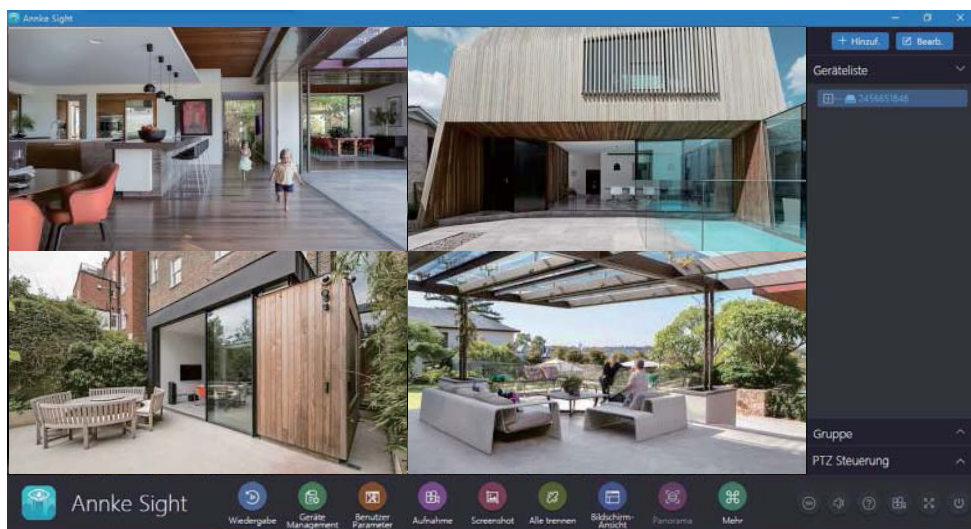 Annke Sight
Hinzuf. Bearb.
Geräteliste
2456651846
Gruppe
PTZ Steuerung
Annke Sight
Wiedergabe
Geräte Management
Benutzer Parameter
Aufnahme
Screenshot
Alle trennen
Bildschirm-Ansicht
Panorama
Mehr